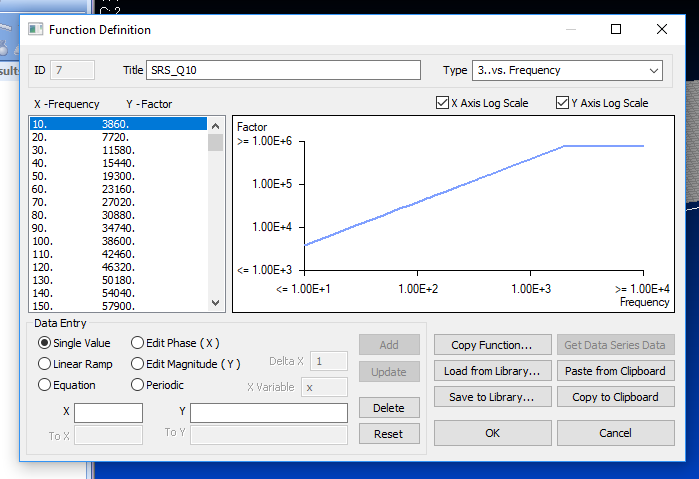 C: 2
Function Definition
sults
ID 7 Title SRS_Q10 Type 3..vs. Frequency
X -Frequency Y -Factor X Axis Log Scale Y Axis Log Scale
10. 3860.
20. 7720.
30. 11580.
40. 15440.
50. 19300.
60. 23160.
70. 27020.
80. 30880.
90. 34740.
100. 38600.
110. 42460.
120. 46320.
130. 50180.
140. 54040.
150. 57900.
Factor
>= 1.00E+6
1.00E+5
1.00E+4
<= 1.00E+3
<= 1.00E+1 1.00E+2 1.00E+3 >= 1.00E+4
Frequency
Data Entry
Single Value Edit Phase ( X ) Add
Linear Ramp Edit Magnitude ( Y ) Delta X 1 Update
Equation Periodic X Variable x
X Y Delete
To X To Y Reset
Copy Function... Get Data Series Data
Load from Library... Paste from Clipboard
Save to Library... Copy to Clipboard
OK Cancel